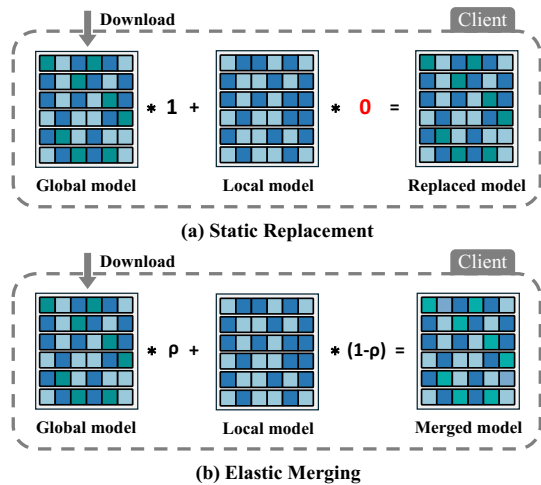 Download
Client
* 1 + * 0 =
Global model Local model Replaced model
(a) Static Replacement
Download
Client
* ρ + * (1-ρ) =
Global model Local model Merged model
(b) Elastic Merging